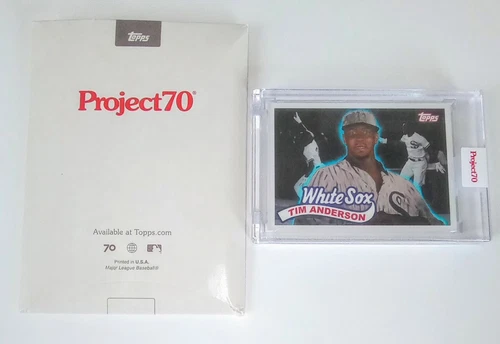 Topps
Project70®
Available at Topps.com
70
Printed in U.S.A.
Major League Baseball®
Topps
White Sox
TIM ANDERSON
Project70